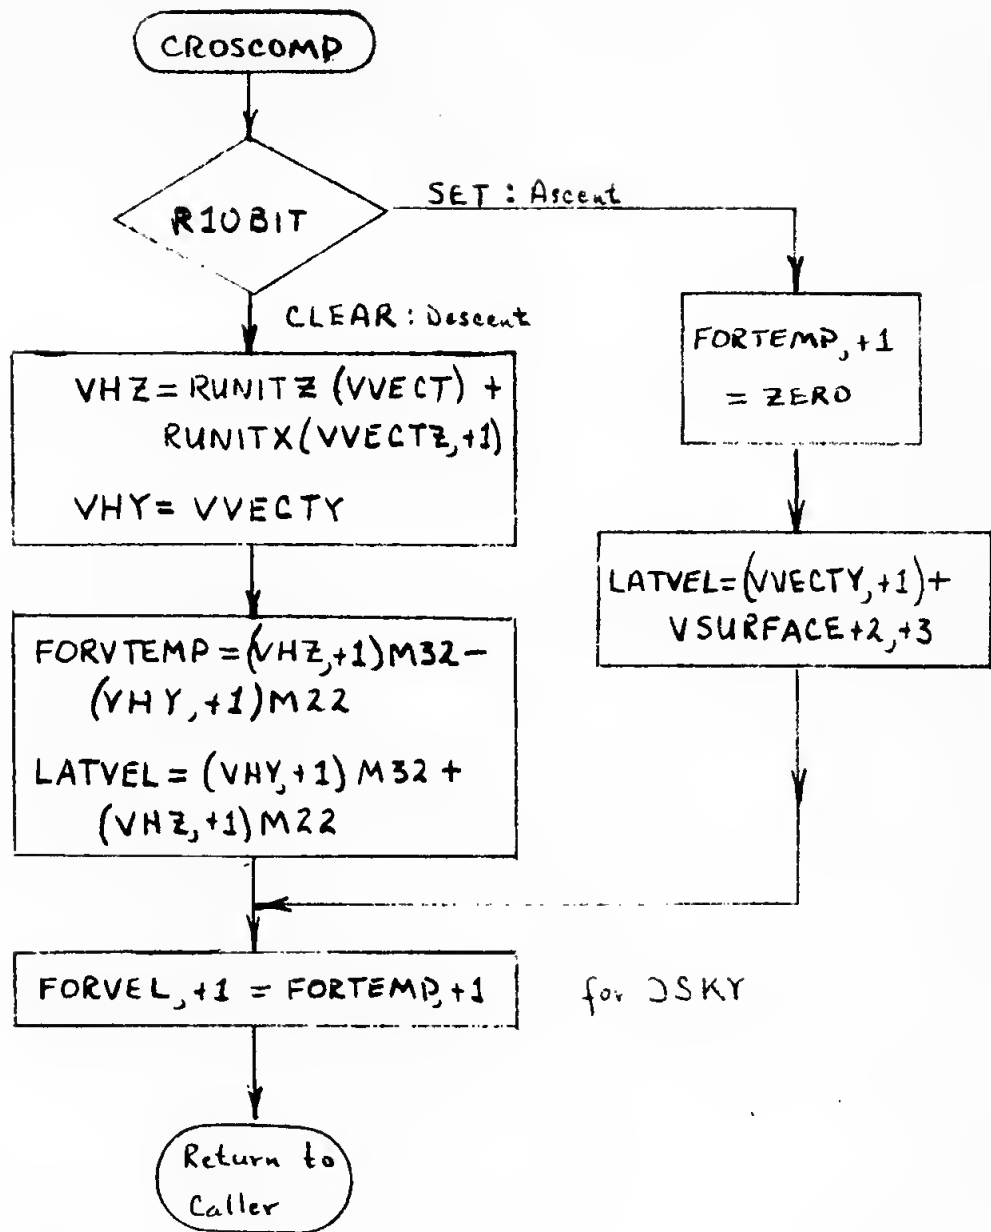 CROSCOMP
R10BIT
SET: Ascent
CLEAR: Descent
VHZ = RUNITZ (VVECT) +
RUNITX (VVECTZ, +1)
VHY = VVECTY
FORTEMP, +1
= ZERO
FORVTEMP = (VHZ, +1) M32 -
(VHY, +1) M22
LATVEL = (VHY, +1) M32 +
(VHZ, +1) M22
LATVEL = (VVECTY, +1) +
VSURFACE +2, +3
FORVEL, +1 = FORTEMP, +1
for DSKY
Return to
Caller